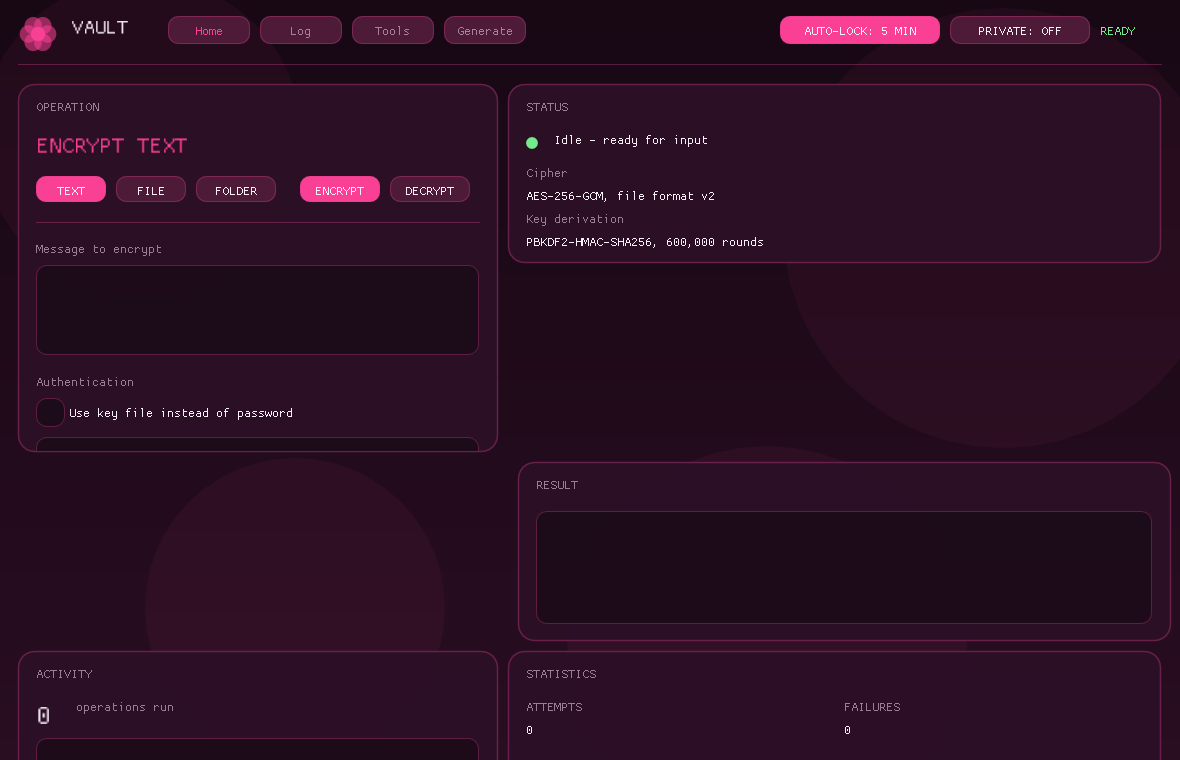 VAULT
Home
Log
Tools
Generate
AUTO-LOCK: 5 MIN
PRIVATE: OFF
READY
OPERATION
ENCRYPT TEXT
TEXT
FILE
FOLDER
ENCRYPT
DECRYPT
Message to encrypt
Authentication
Use key file instead of password
STATUS
Idle - ready for input
Cipher
AES-256-GCM, file format v2
Key derivation
PBKDF2-HMAC-SHA256, 600,000 rounds
RESULT
ACTIVITY
0 operations run
STATISTICS
ATTEMPTS
0
FAILURES
0